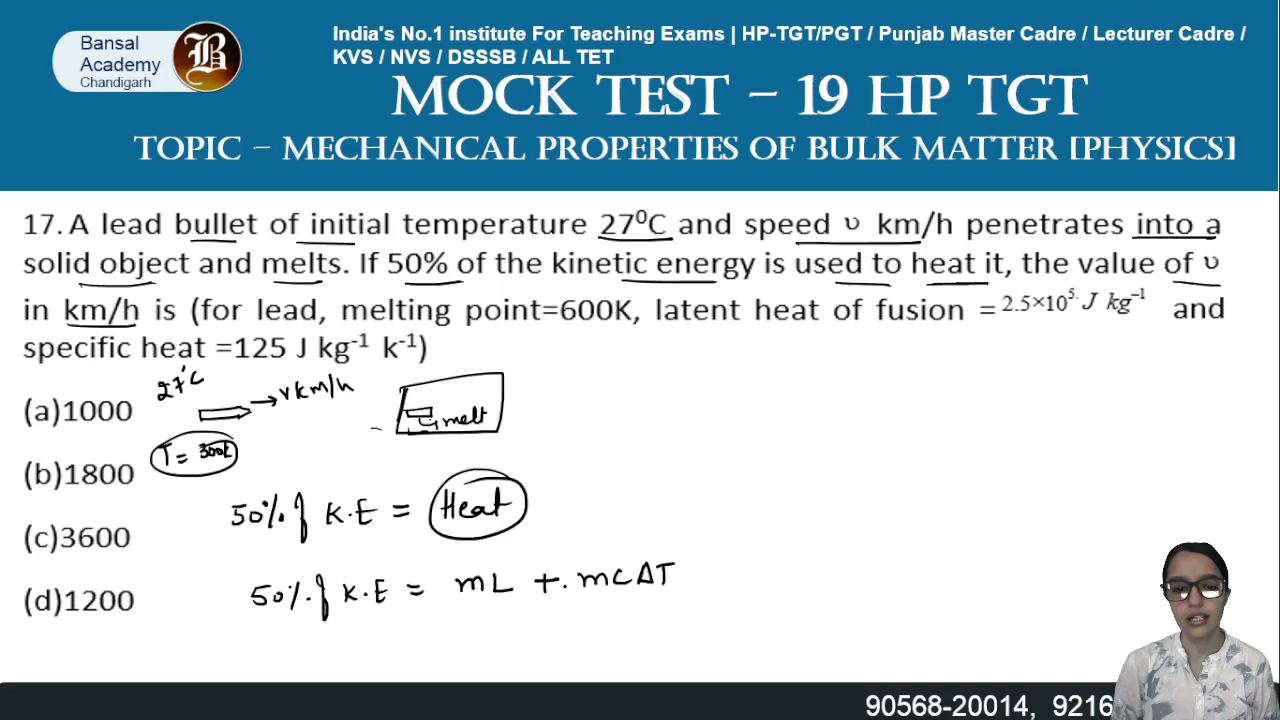 Bansal
Academy
Chandigarh
B
India's No.1 institute For Teaching Exams | HP-TGT/PGT / Punjab Master Cadre / Lecturer Cadre /
KVS / NVS / DSSSB / ALL TET
MOCK TEST – 19 HP TGT
TOPIC – MECHANICAL PROPERTIES OF BULK MATTER [PHYSICS]
17. A lead bullet of initial temperature 27⁰C and speed υ km/h penetrates into a
solid object and melts. If 50% of the kinetic energy is used to heat it, the value of υ
in km/h is (for lead, melting point=600K, latent heat of fusion = 2.5×10⁵ J kg⁻¹ and
specific heat =125 J kg⁻¹ k⁻¹)
27°C
→ v km/h
melt
(a)1000
T = 300K
(b)1800
50% of K.E = Heat
(c)3600
50% of K.E = mL + mCΔT
(d)1200
90568-20014, 9216